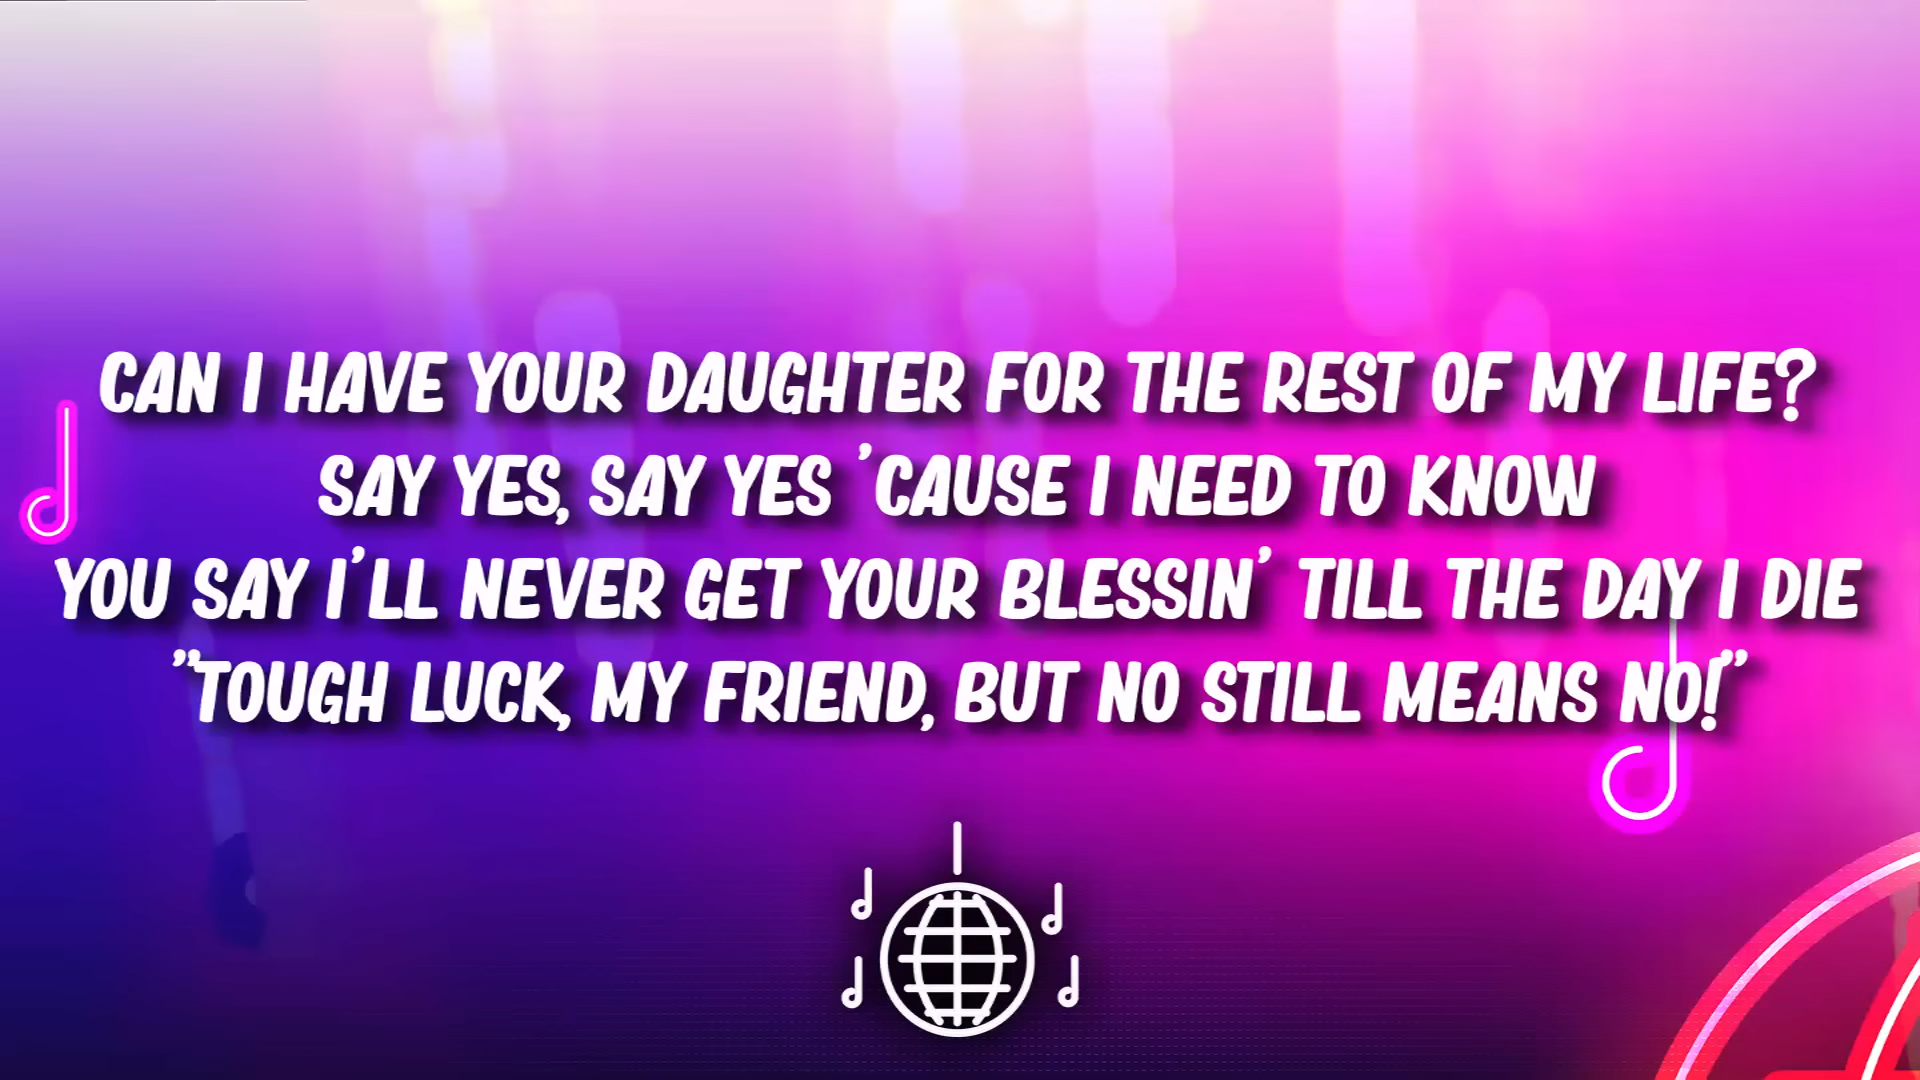 CAN I HAVE YOUR DAUGHTER FOR THE REST OF MY LIFE?
SAY YES, SAY YES 'CAUSE I NEED TO KNOW
YOU SAY I'LL NEVER GET YOUR BLESSIN' TILL THE DAY I DIE
"TOUGH LUCK, MY FRIEND, BUT NO STILL MEANS NO!"